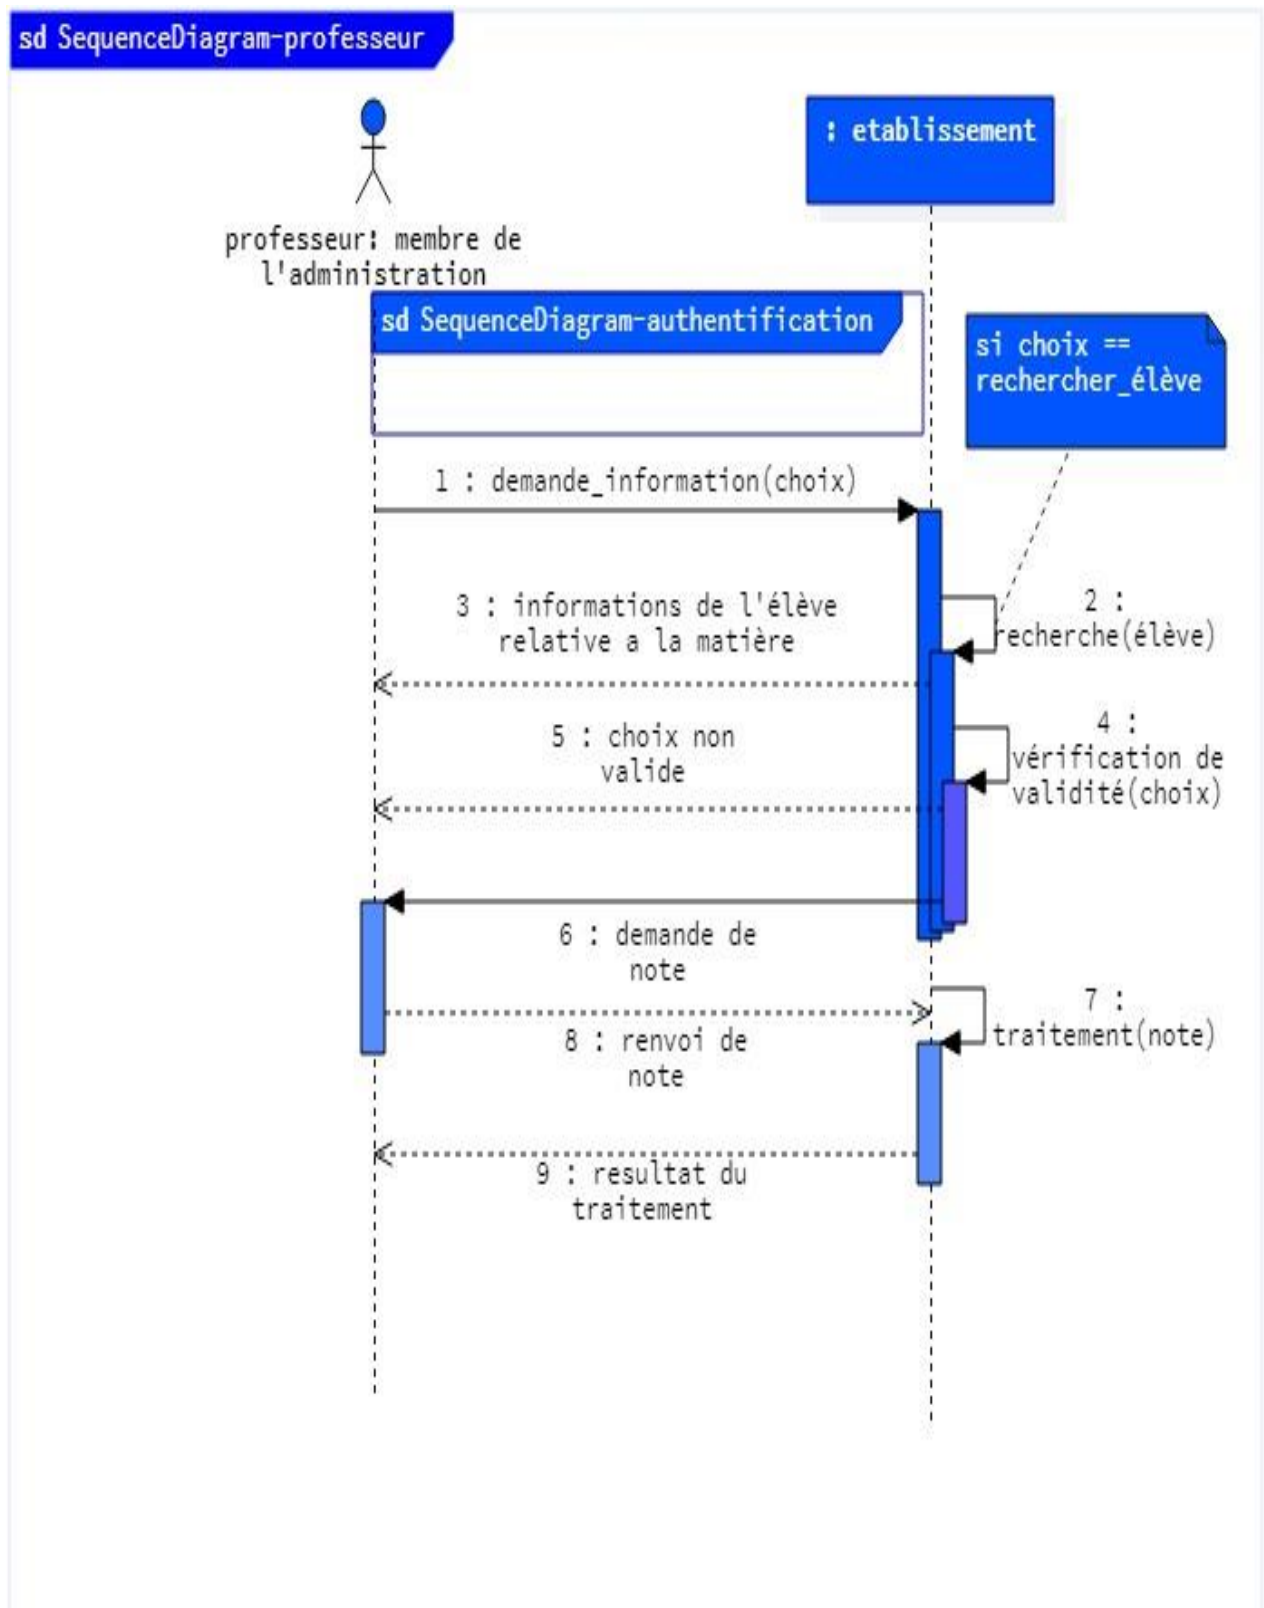 sd SequenceDiagram-professeur
: etablissement
professeur: membre de
l'administration
sd SequenceDiagram-authentification
si choix ==
rechercher_élève
1 : demande_information(choix)
2 :
recherche(élève)
3 : informations de l'élève
relative a la matière
4 :
vérification de
validité(choix)
5 : choix non
valide
6 : demande de
note
7 :
traitement(note)
8 : renvoi de
note
9 : resultat du
traitement